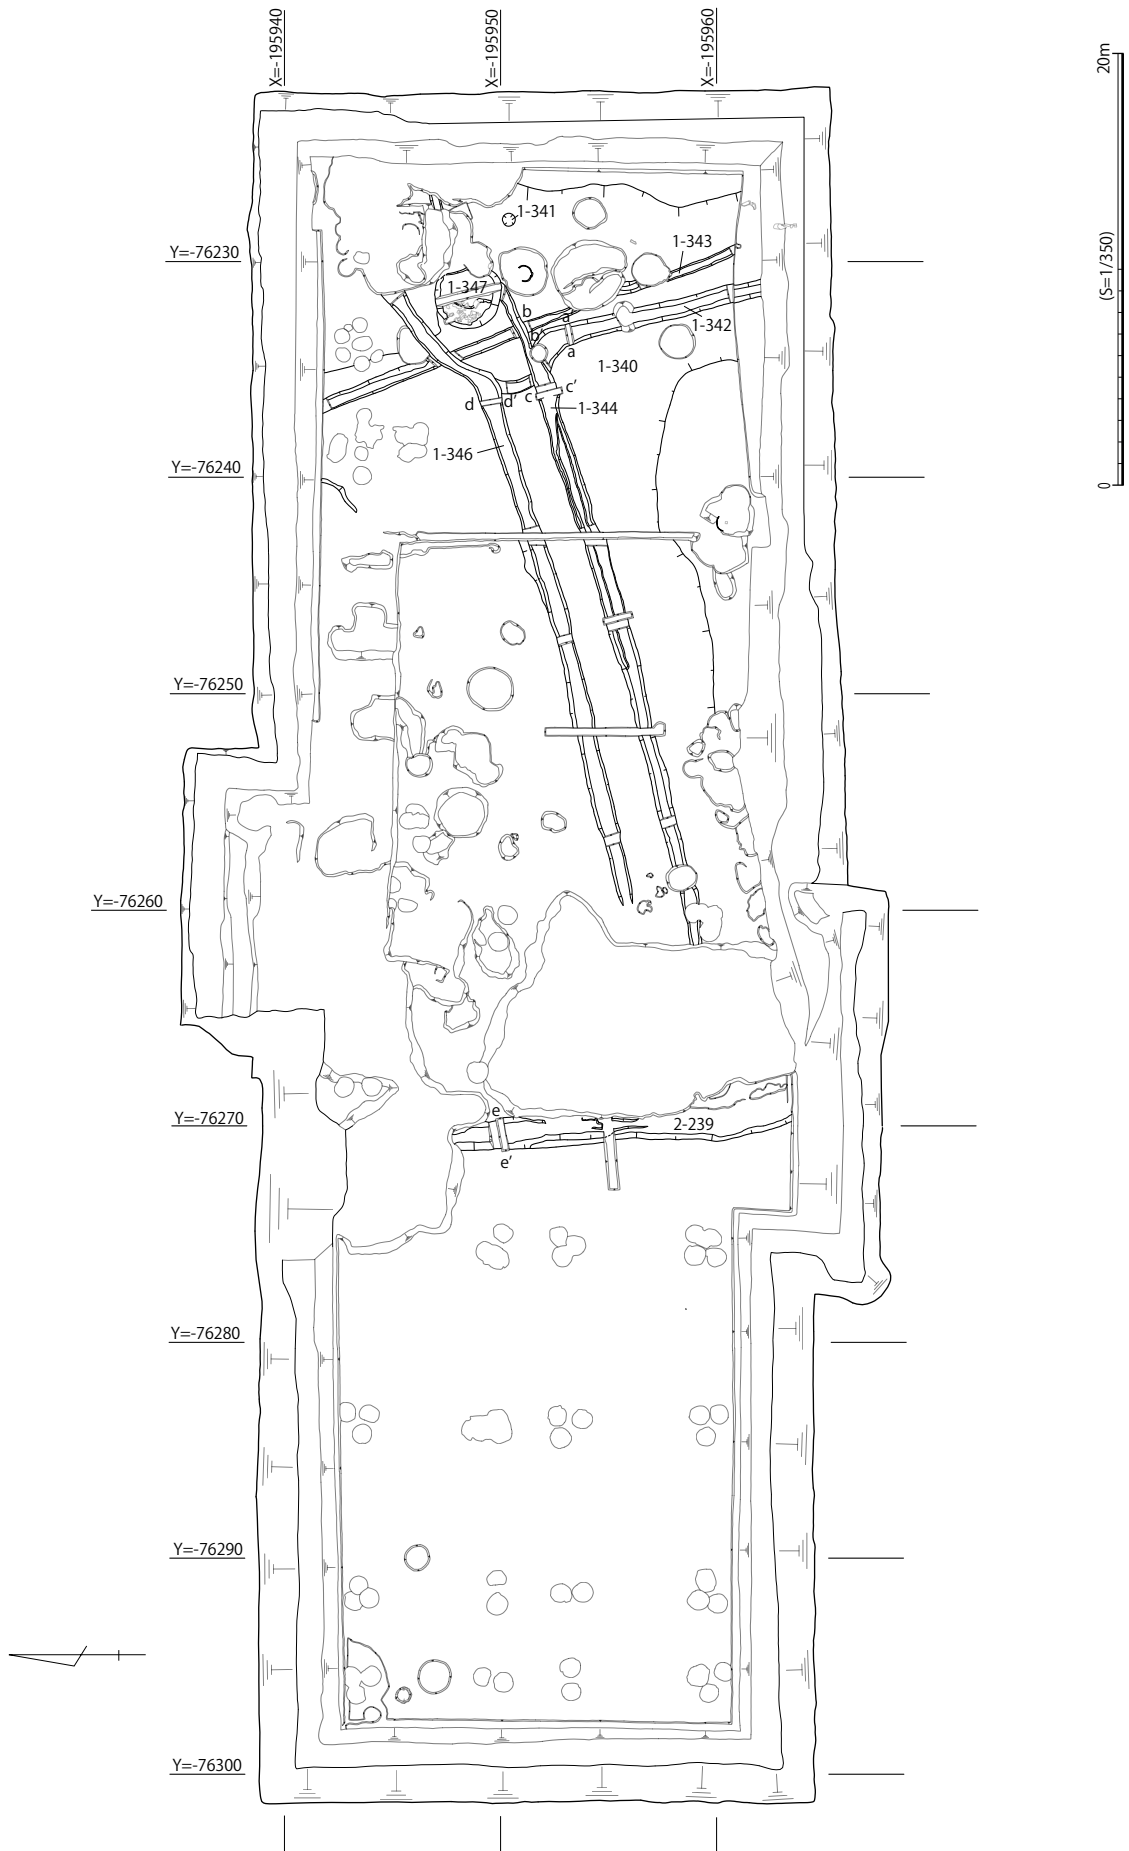 X=-195940
X=-195950
X=-195960
20m
(S=1/350)
0
Y=-76230
Y=-76240
Y=-76250
Y=-76260
Y=-76270
Y=-76280
Y=-76290
Y=-76300
1-341
1-343
1-347
b
a'
1-342
b'
a
1-340
c'
d
d'
c
1-344
1-346
e
2-239
e'